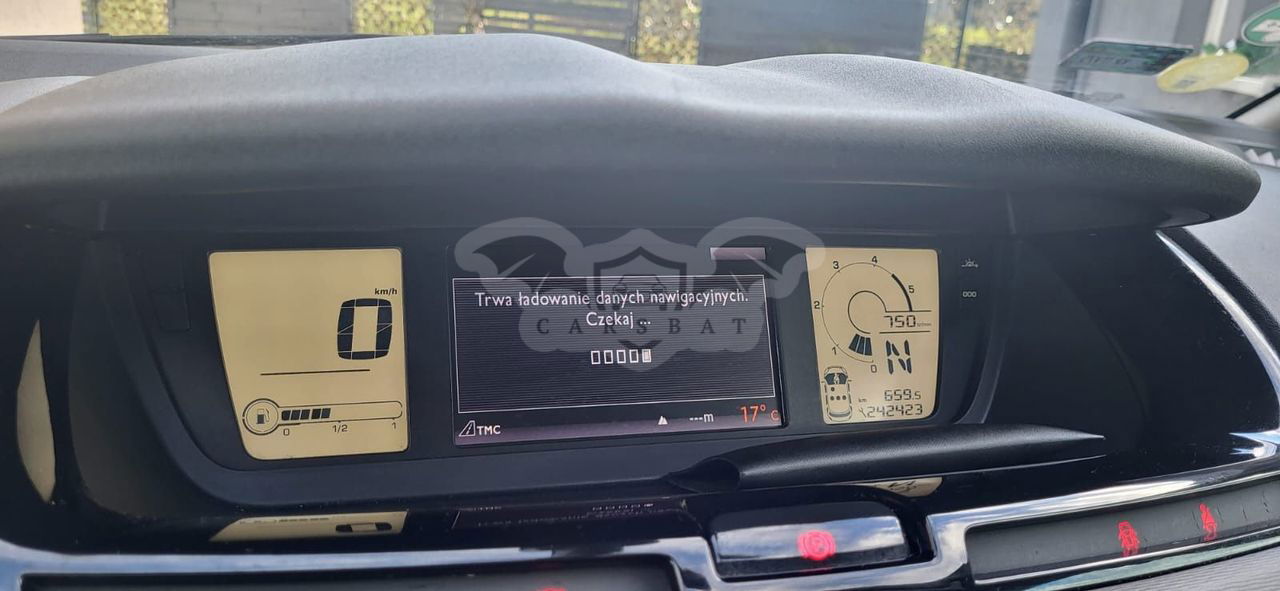 km/h
0
0 1/2 1
Trwa ładowanie danych nawigacyjnych.
Czekaj ...
CARSBAT
TMC
---m
17° C
0 1 2 3 4 5
750
N
km 659.5
242423